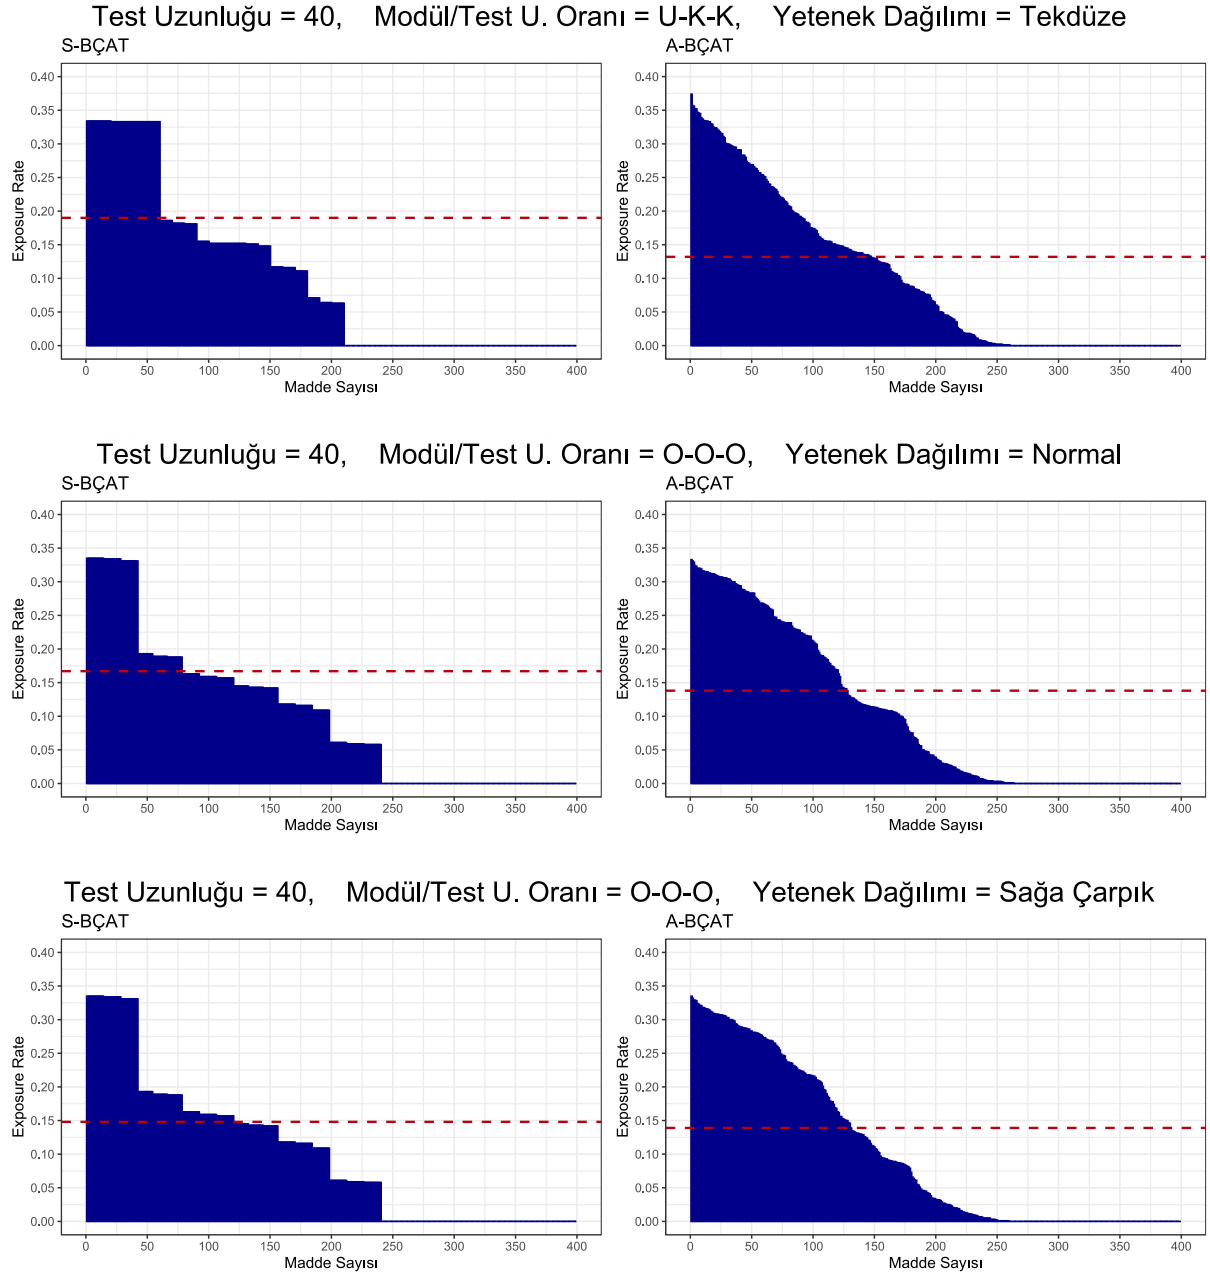 Test Uzunluğu = 40,    Modül/Test U. Oranı = U-K-K,    Yetenek Dağılımı = Tekdüze
S-BÇAT
A-BÇAT
0.40
0.35
0.30
0.25
0.20
0.15
0.10
0.05
0.00
Exposure Rate
0 50 100 150 200 250 300 350 400
Madde Sayısı
0.40
0.35
0.30
0.25
0.20
0.15
0.10
0.05
0.00
Exposure Rate
0 50 100 150 200 250 300 350 400
Madde Sayısı
Test Uzunluğu = 40,    Modül/Test U. Oranı = O-O-O,    Yetenek Dağılımı = Normal
S-BÇAT
A-BÇAT
0.40
0.35
0.30
0.25
0.20
0.15
0.10
0.05
0.00
Exposure Rate
0 50 100 150 200 250 300 350 400
Madde Sayısı
0.40
0.35
0.30
0.25
0.20
0.15
0.10
0.05
0.00
Exposure Rate
0 50 100 150 200 250 300 350 400
Madde Sayısı
Test Uzunluğu = 40,    Modül/Test U. Oranı = O-O-O,    Yetenek Dağılımı = Sağa Çarpık
S-BÇAT
A-BÇAT
0.40
0.35
0.30
0.25
0.20
0.15
0.10
0.05
0.00
Exposure Rate
0 50 100 150 200 250 300 350 400
Madde Sayısı
0.40
0.35
0.30
0.25
0.20
0.15
0.10
0.05
0.00
Exposure Rate
0 50 100 150 200 250 300 350 400
Madde Sayısı